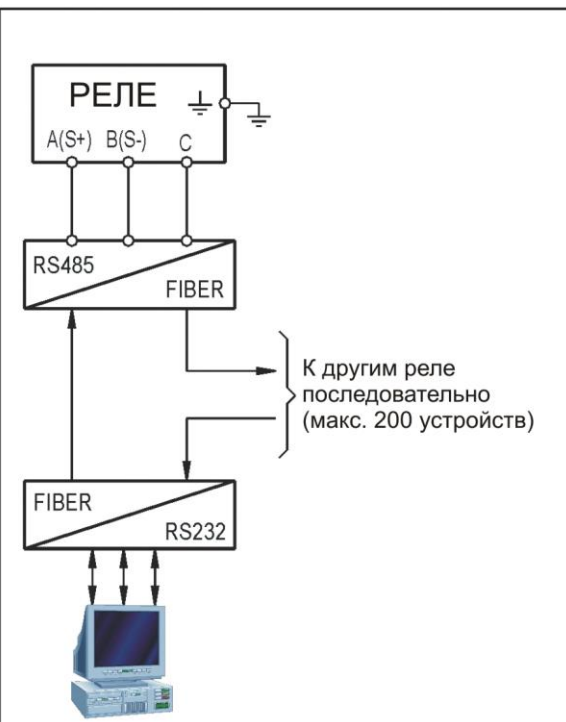 РЕЛЕ
A(S+) B(S-) C
RS485
FIBER
К другим реле
последовательно
(макс. 200 устройств)
FIBER
RS232